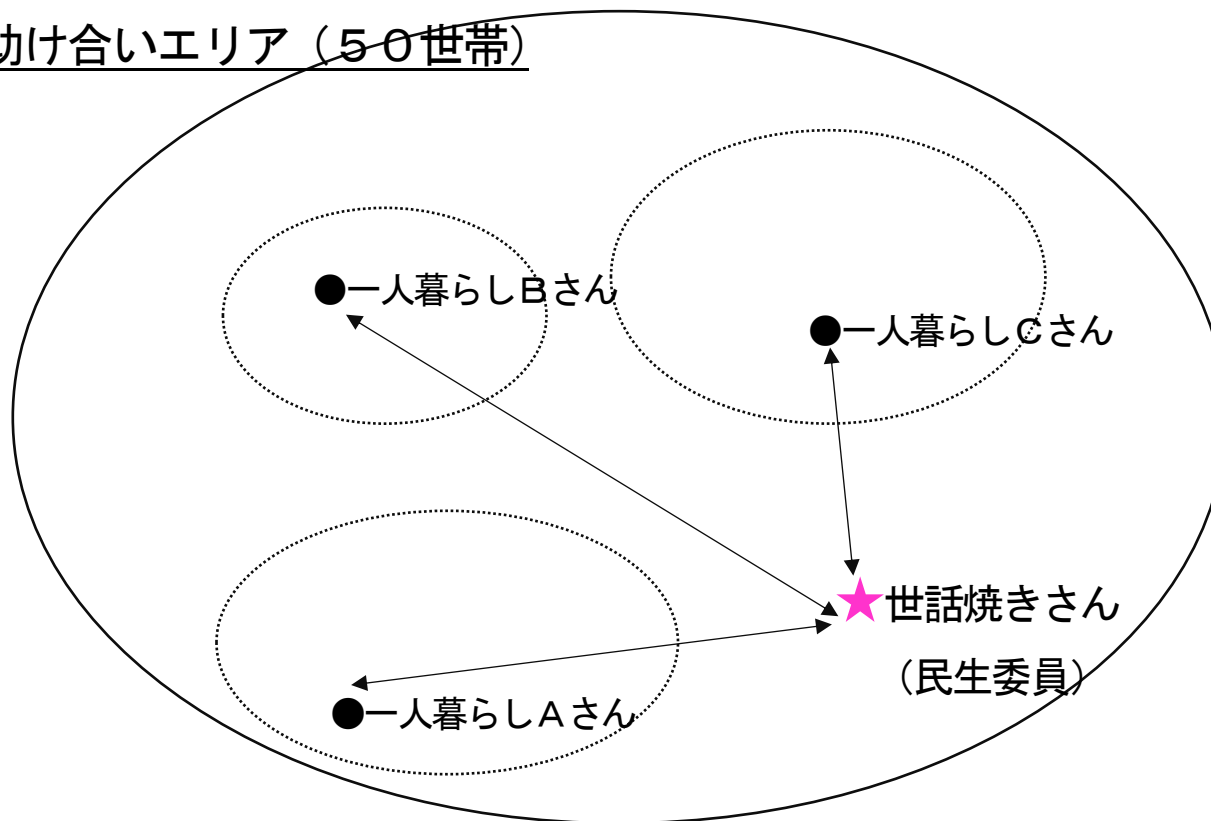 助け合いエリア（５０世帯）
●一人暮らしＢさん
●一人暮らしＣさん
★世話焼きさん
（民生委員）
●一人暮らしＡさん